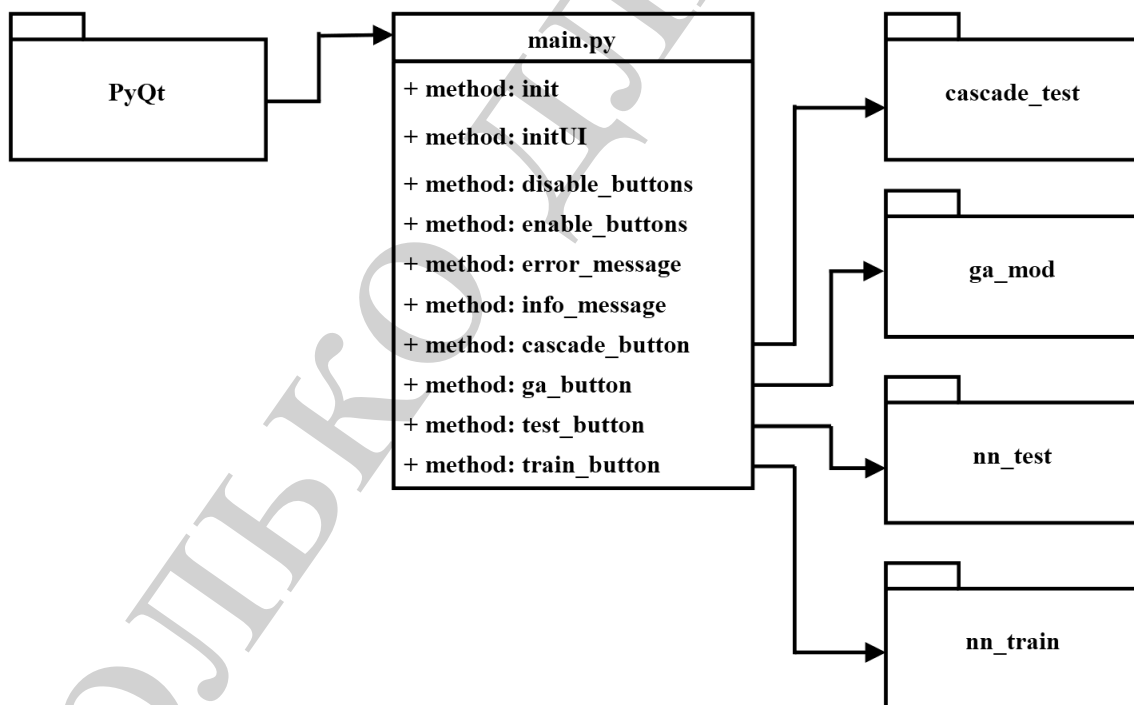 PyQt
main.py
+ method: init
+ method: initUI
+ method: disable_buttons
+ method: enable_buttons
+ method: error_message
+ method: info_message
+ method: cascade_button
+ method: ga_button
+ method: test_button
+ method: train_button
cascade_test
ga_mod
nn_test
nn_train